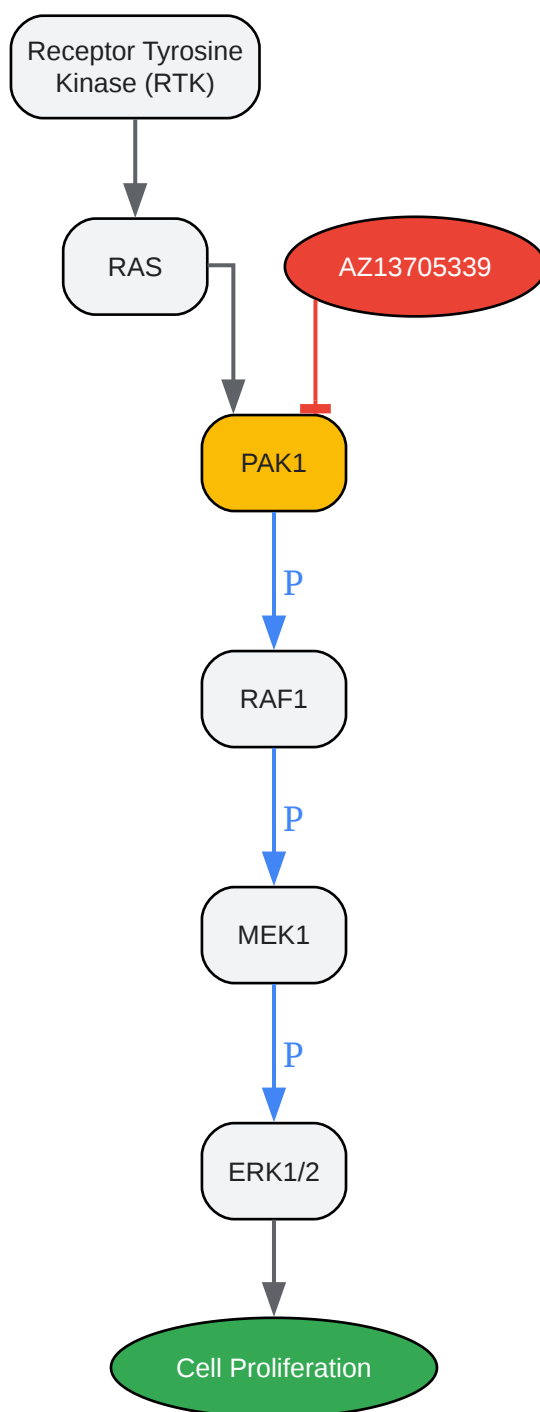 Receptor Tyrosine
Kinase (RTK)
RAS
AZ13705339
PAK1
P
RAF1
P
MEK1
P
ERK1/2
Cell Proliferation